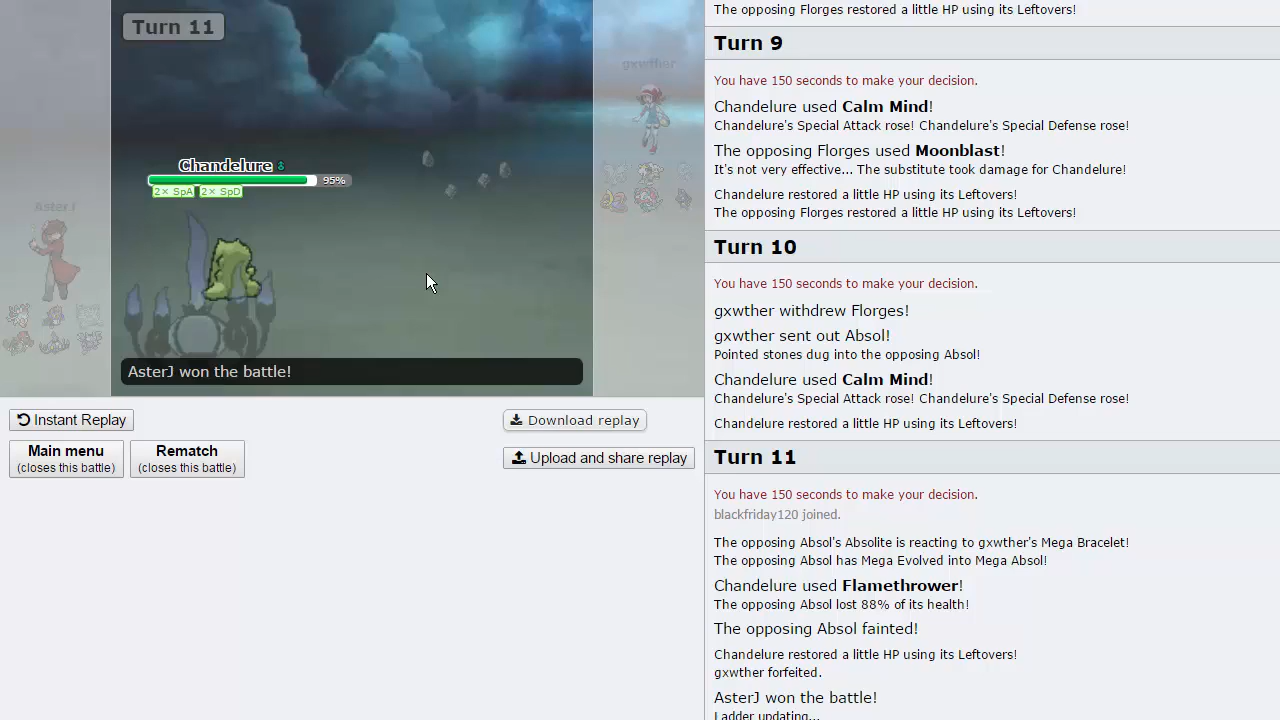 Turn 11
gxwther
Chandelure
95%
2× SpA 2× SpD
AsterJ
AsterJ won the battle!
Instant Replay
Download replay
Main menu
(closes this battle)
Rematch
(closes this battle)
Upload and share replay
The opposing Florges restored a little HP using its Leftovers!
Turn 9
You have 150 seconds to make your decision.
Chandelure used Calm Mind!
Chandelure's Special Attack rose! Chandelure's Special Defense rose!
The opposing Florges used Moonblast!
It's not very effective... The substitute took damage for Chandelure!
Chandelure restored a little HP using its Leftovers!
The opposing Florges restored a little HP using its Leftovers!
Turn 10
You have 150 seconds to make your decision.
gxwther withdrew Florges!
gxwther sent out Absol!
Pointed stones dug into the opposing Absol!
Chandelure used Calm Mind!
Chandelure's Special Attack rose! Chandelure's Special Defense rose!
Chandelure restored a little HP using its Leftovers!
Turn 11
You have 150 seconds to make your decision.
blackfriday120 joined.
The opposing Absol's Absolite is reacting to gxwther's Mega Bracelet!
The opposing Absol has Mega Evolved into Mega Absol!
Chandelure used Flamethrower!
The opposing Absol lost 88% of its health!
The opposing Absol fainted!
Chandelure restored a little HP using its Leftovers!
gxwther forfeited.
AsterJ won the battle!
Ladder updating...